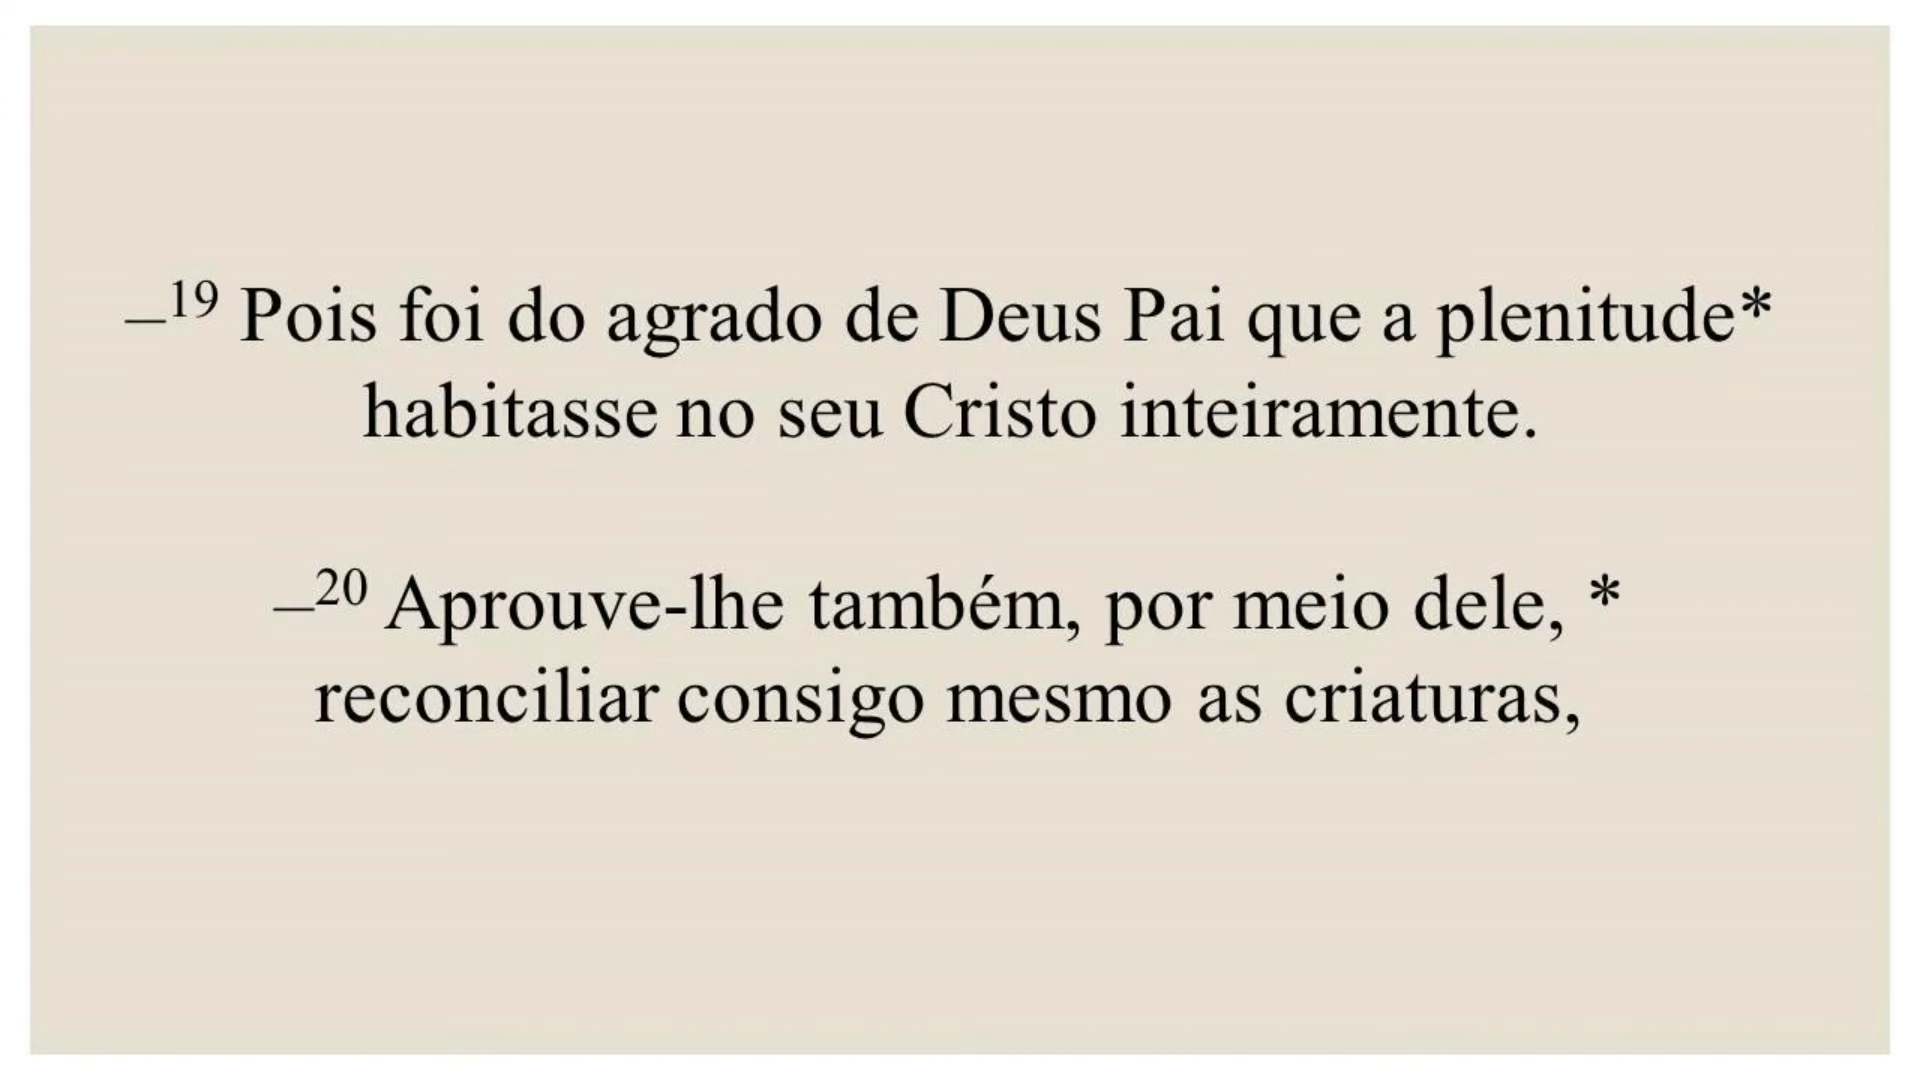 –¹⁹ Pois foi do agrado de Deus Pai que a plenitude*
habitasse no seu Cristo inteiramente.
–²⁰ Aprouve-lhe também, por meio dele, *
reconciliar consigo mesmo as criaturas,